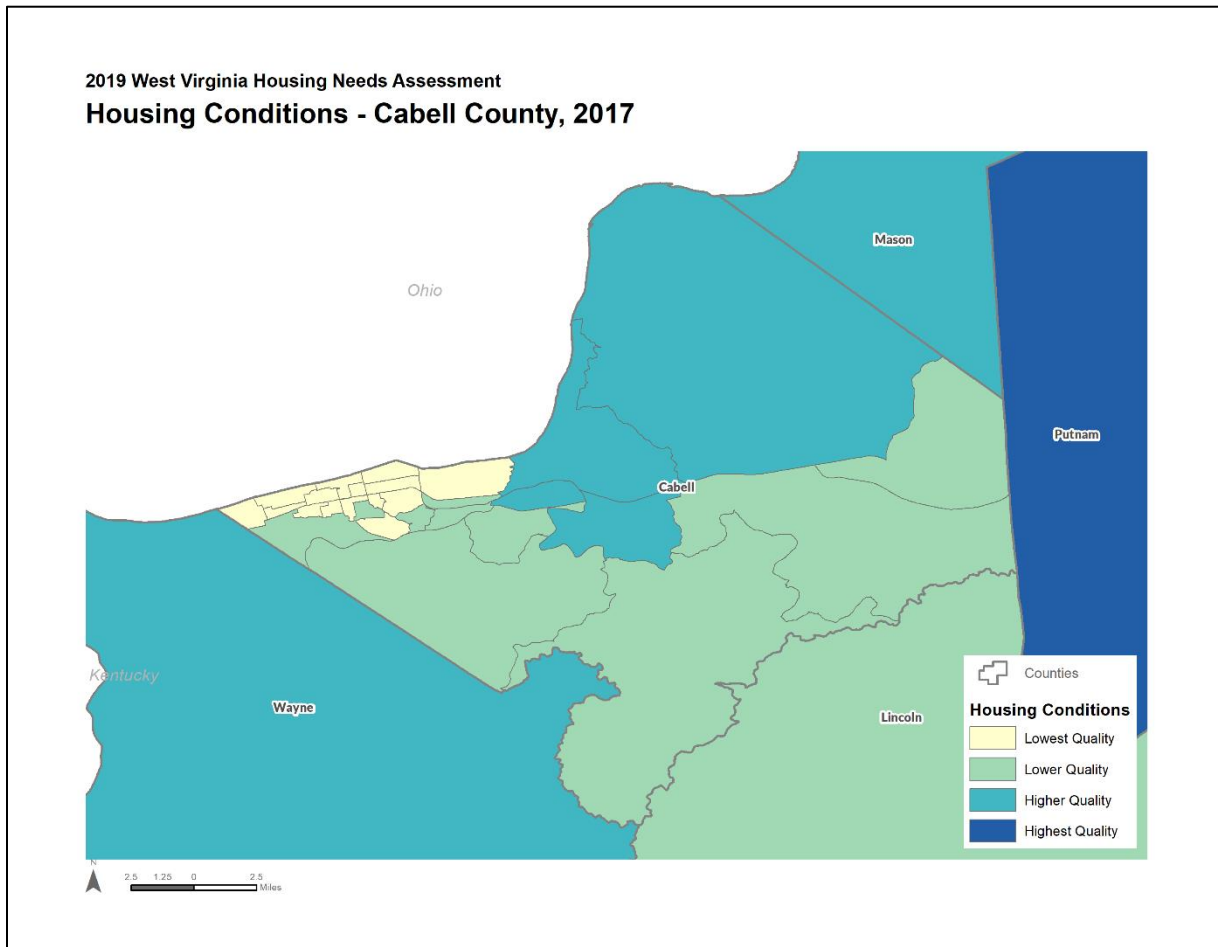 2019 West Virginia Housing Needs Assessment
Housing Conditions - Cabell County, 2017
Mason
Ohio
Putnam
Cabell
Kentucky
Wayne
Lincoln
Counties
Housing Conditions
Lowest Quality
Lower Quality
Higher Quality
Highest Quality
N
2.5 1.25 0 2.5
Miles